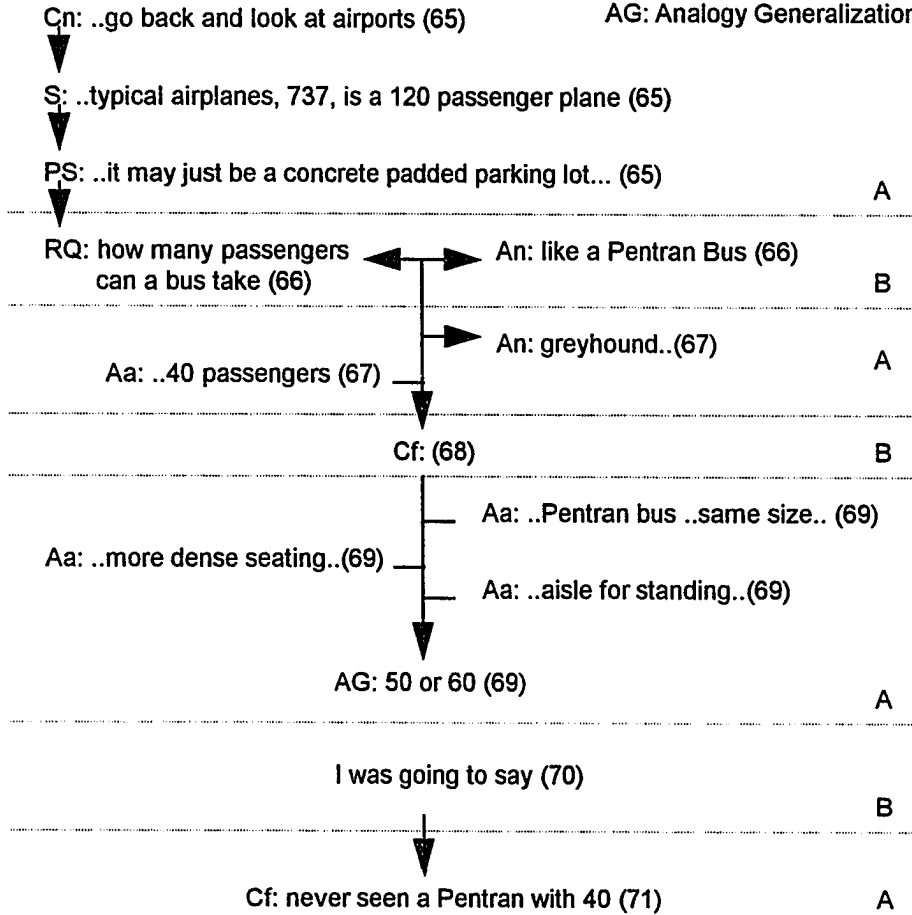 Cn: ..go back and look at airports (65)
AG: Analogy Generalization
S: ..typical airplanes, 737, is a 120 passenger plane (65)
PS: ..it may just be a concrete padded parking lot... (65)
A
RQ: how many passengers
can a bus take (66)
An: like a Pentran Bus (66)
B
An: greyhound..(67)
A
Aa: ..40 passengers (67)
Cf: (68)
B
Aa: ..Pentran bus ..same size.. (69)
Aa: ..more dense seating..(69)
Aa: ..aisle for standing..(69)
AG: 50 or 60 (69)
A
I was going to say (70)
B
Cf: never seen a Pentran with 40 (71)
A